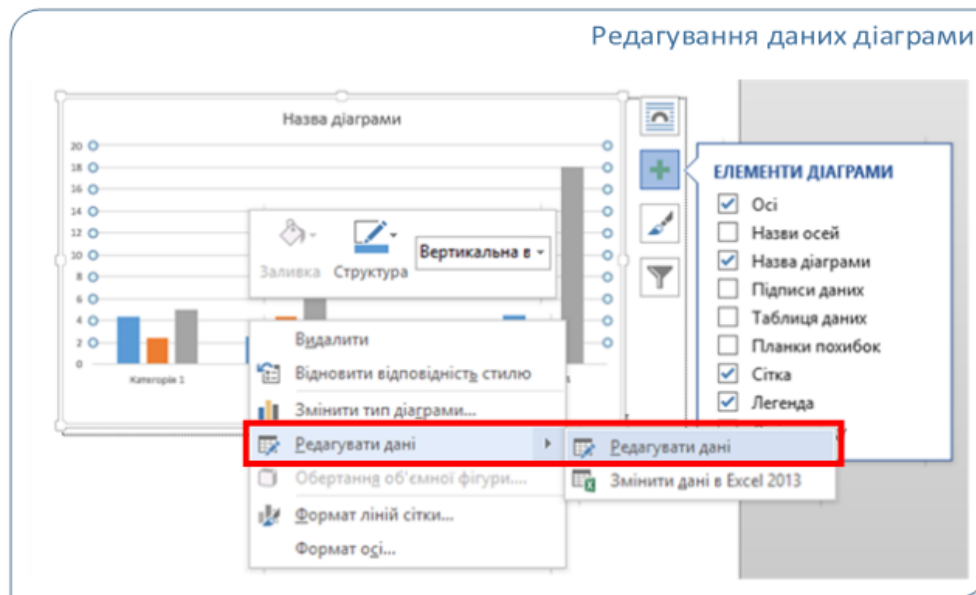 Редагування даних діаграми
Назва діаграми
20
18
16
14
12
10
8
6
4
2
0
Категорія 1
Заливка
Структура
Вертикальна в
Видалити
Відновити відповідність стилю
Змінити тип діаграми...
Редагувати дані
Обертання об'ємної фігури....
Формат ліній сітки...
Формат осі...
Редагувати дані
Змінити дані в Excel 2013
ЕЛЕМЕНТИ ДІАГРАМИ
Осі
Назви осей
Назва діаграми
Підписи даних
Таблиця даних
Планки похибок
Сітка
Легенда